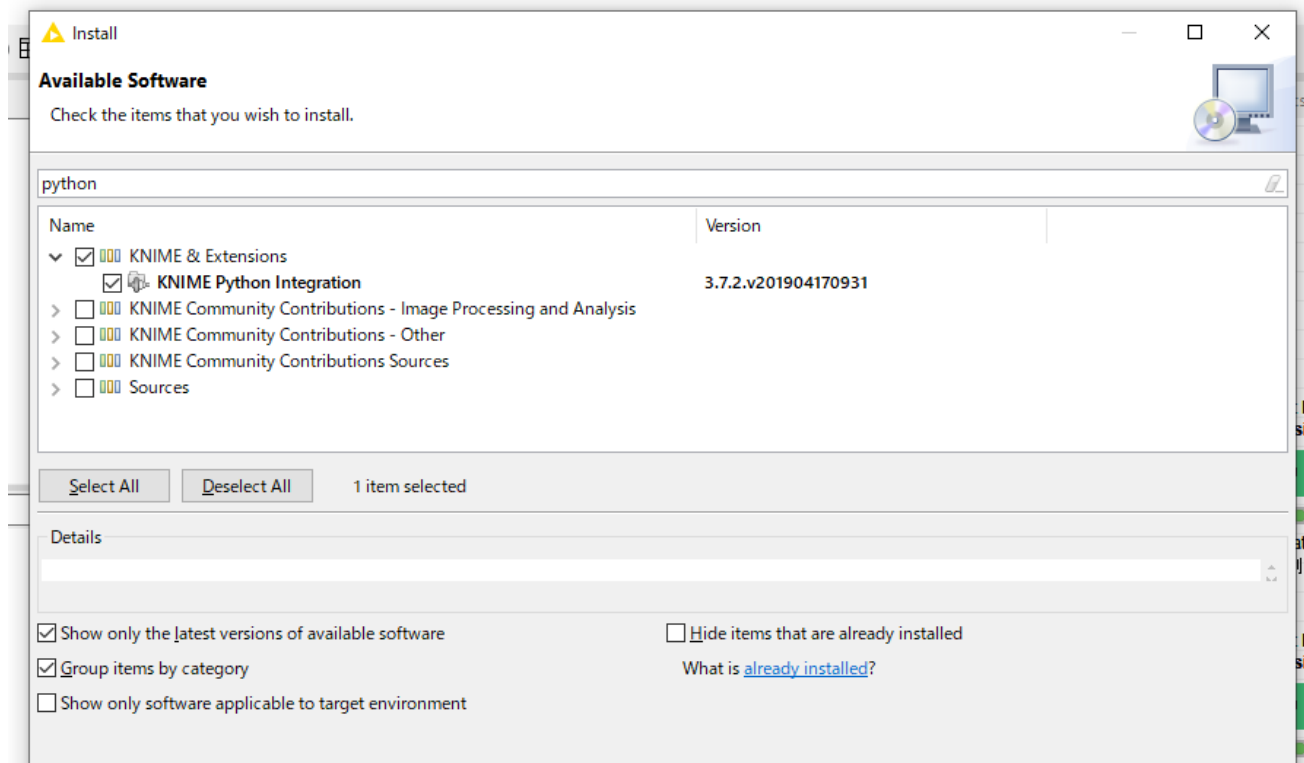 Install
Available Software
Check the items that you wish to install.
python
Name Version
KNIME & Extensions
KNIME Python Integration 3.7.2.v201904170931
KNIME Community Contributions - Image Processing and Analysis
KNIME Community Contributions - Other
KNIME Community Contributions Sources
Sources
Select All Deselect All 1 item selected
Details
Show only the latest versions of available software Hide items that are already installed
Group items by category What is already installed?
Show only software applicable to target environment